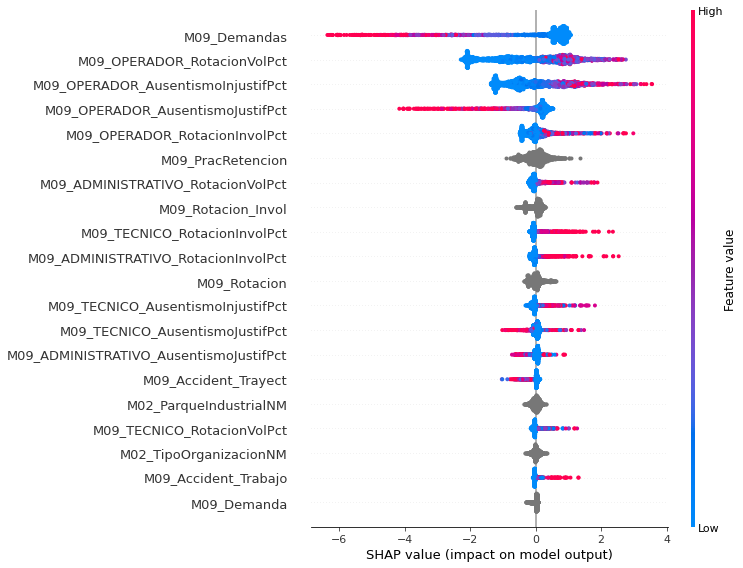 High
M09_Demandas
M09_OPERADOR_RotacionVolPct
M09_OPERADOR_AusentismoInjustifPct
M09_OPERADOR_AusentismoJustifPct
M09_OPERADOR_RotacionInvolPct
M09_PracRetencion
M09_ADMINISTRATIVO_RotacionVolPct
M09_Rotacion_Invol
M09_TECNICO_RotacionInvolPct
M09_ADMINISTRATIVO_RotacionInvolPct
M09_Rotacion
M09_TECNICO_AusentismoInjustifPct
M09_TECNICO_AusentismoJustifPct
M09_ADMINISTRATIVO_AusentismoJustifPct
M09_Accident_Trayect
M02_ParqueIndustrialNM
M09_TECNICO_RotacionVolPct
M02_TipoOrganizacionNM
M09_Accident_Trabajo
M09_Demanda
Feature value
Low
−6 −4 −2 0 2 4
SHAP value (impact on model output)